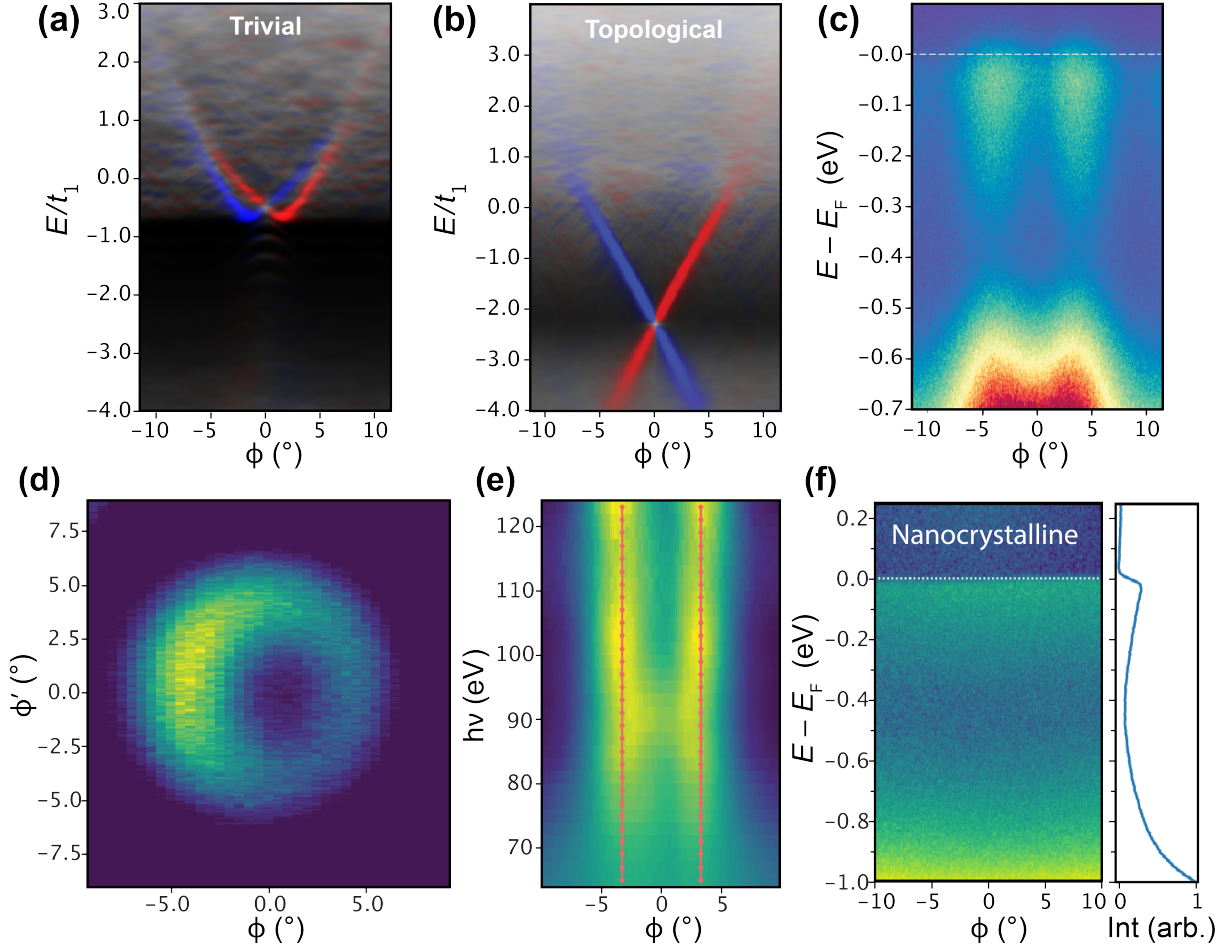 (a)
Trivial
3.0
2.0
1.0
0.0
−1.0
−2.0
−3.0
−4.0
E/t₁
−10 −5 0 5 10
ϕ (°)
(b)
Topological
3.0
2.0
1.0
0.0
−1.0
−2.0
−3.0
−4.0
E/t₁
−10 −5 0 5 10
ϕ (°)
(c)
−0.0
−0.1
−0.2
−0.3
−0.4
−0.5
−0.6
−0.7
E − E_F (eV)
−10 −5 0 5 10
ϕ (°)
(d)
7.5
5.0
2.5
0.0
−2.5
−5.0
−7.5
ϕ′ (°)
−5.0 0.0 5.0
ϕ (°)
(e)
120
110
100
90
80
70
hν (eV)
−5 0 5
ϕ (°)
(f)
Nanocrystalline
0.2
0.0
−0.2
−0.4
−0.6
−0.8
−1.0
E − E_F (eV)
−10 −5 0 5 10
ϕ (°)
0 1
Int (arb.)